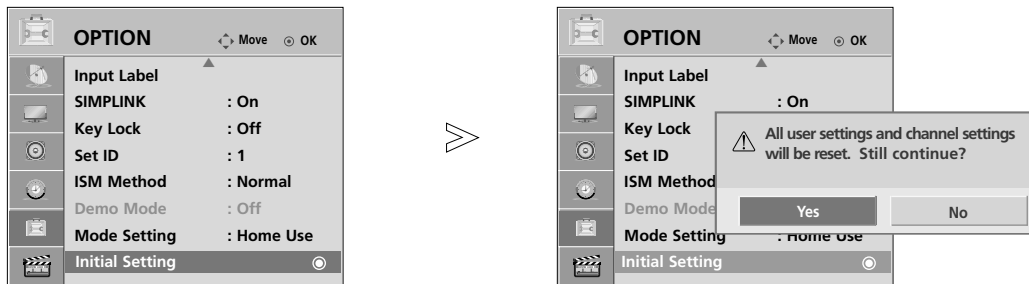 OPTION Move OK
Input Label
SIMPLINK : On
Key Lock : Off
Set ID : 1
ISM Method : Normal
Demo Mode : Off
Mode Setting : Home Use
Initial Setting
OPTION Move OK
Input Label
SIMPLINK : On
Key Lock
Set ID
ISM Method
Demo Mode
Mode Setting : Home Use
Initial Setting
All user settings and channel settings
will be reset. Still continue?
Yes No